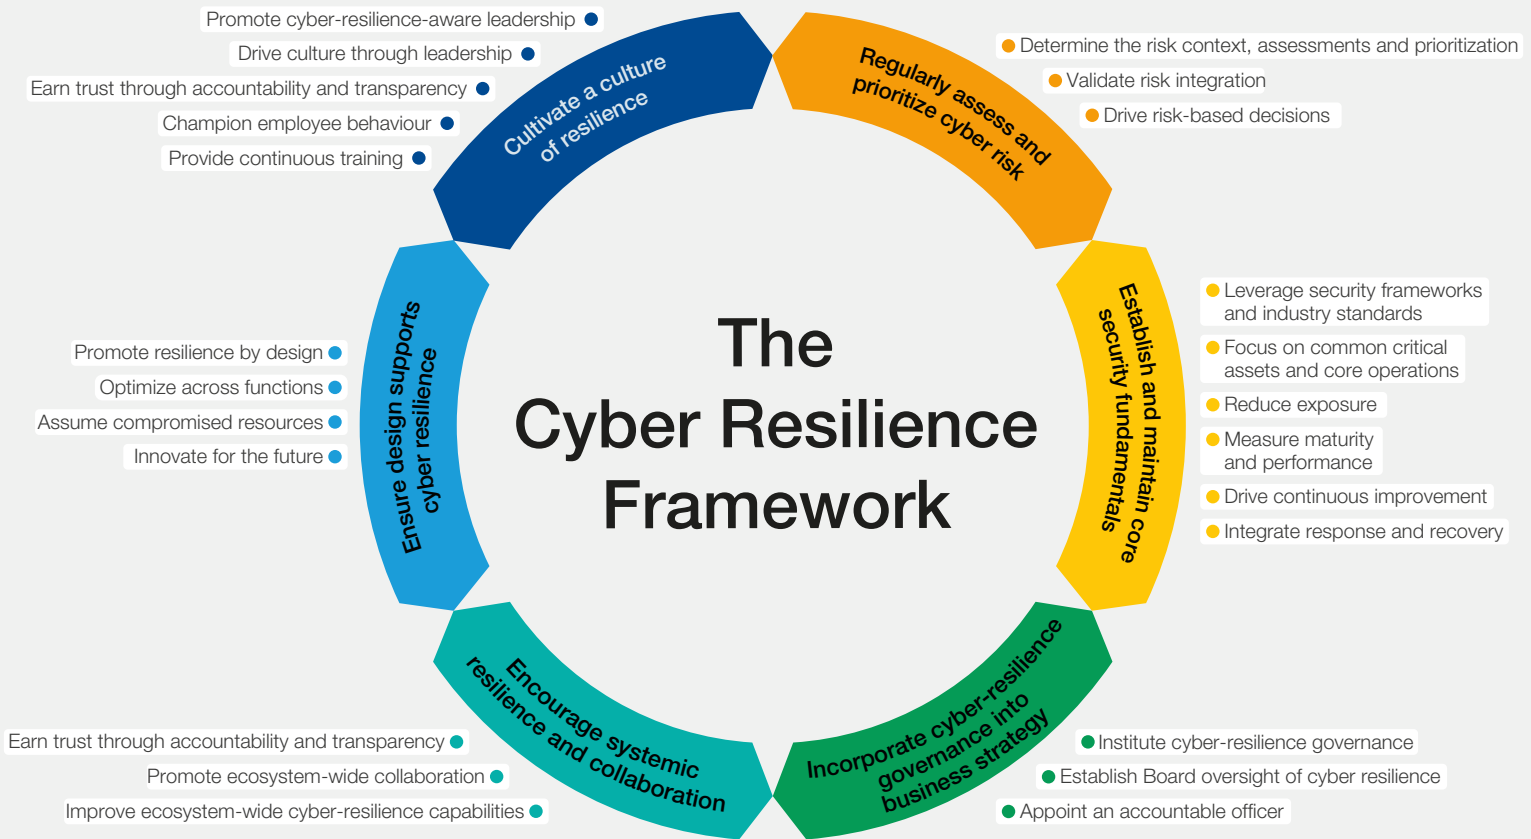 The
Cyber Resilience
Framework
Regularly assess and
prioritize cyber risk
Determine the risk context, assessments and prioritization
Validate risk integration
Drive risk-based decisions
Establish and maintain core
security fundamentals
Leverage security frameworks
and industry standards
Focus on common critical
assets and core operations
Reduce exposure
Measure maturity
and performance
Drive continuous improvement
Integrate response and recovery
Incorporate cyber-resilience
governance into
business strategy
Institute cyber-resilience governance
Establish Board oversight of cyber resilience
Appoint an accountable officer
Encourage systemic
resilience and collaboration
Earn trust through accountability and transparency
Promote ecosystem-wide collaboration
Improve ecosystem-wide cyber-resilience capabilities
Ensure design supports
cyber resilience
Promote resilience by design
Optimize across functions
Assume compromised resources
Innovate for the future
Cultivate a culture
of resilience
Promote cyber-resilience-aware leadership
Drive culture through leadership
Earn trust through accountability and transparency
Champion employee behaviour
Provide continuous training